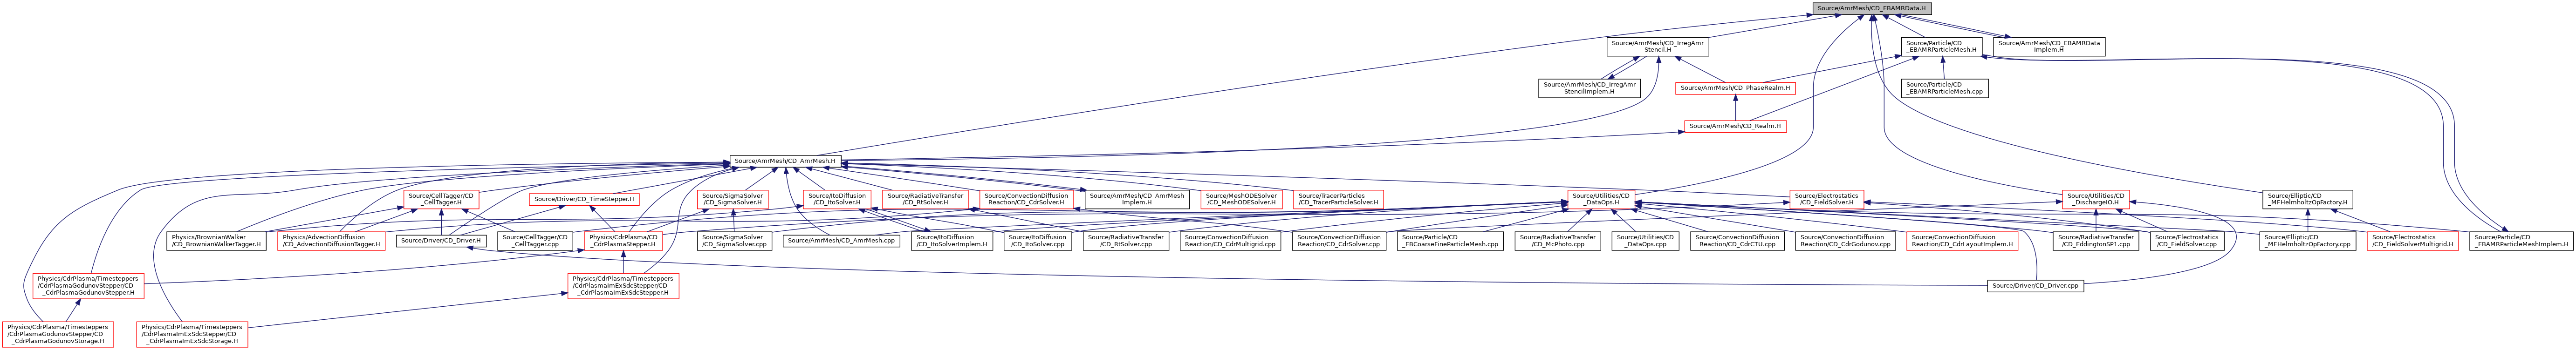 Source/AmrMesh/CD_EBAMRData.H
Source/AmrMesh/CD_IrregAmr
Stencil.H
Source/Particle/CD
_EBAMRParticleMesh.H
Source/AmrMesh/CD_EBAMRData
Implem.H
Source/AmrMesh/CD_IrregAmr
StencilImplem.H
Source/AmrMesh/CD_PhaseRealm.H
Source/Particle/CD
_EBAMRParticleMesh.cpp
Source/AmrMesh/CD_Realm.H
Source/AmrMesh/CD_AmrMesh.H
Source/CellTagger/CD
_CellTagger.H
Source/Driver/CD_TimeStepper.H
Source/SigmaSolver
/CD_SigmaSolver.H
Source/ItoDiffusion
/CD_ItoSolver.H
Source/RadiativeTransfer
/CD_RtSolver.H
Source/ConvectionDiffusion
Reaction/CD_CdrSolver.H
Source/AmrMesh/CD_AmrMesh
Implem.H
Source/MeshODESolver
/CD_MeshODESolver.H
Source/TracerParticles
/CD_TracerParticleSolver.H
Source/Utilities/CD
_DataOps.H
Source/Electrostatics
/CD_FieldSolver.H
Source/Utilities/CD
_DischargeIO.H
Source/Elliptic/CD
_MFHelmholtzOpFactory.H
Physics/BrownianWalker
/CD_BrownianWalkerTagger.H
Physics/AdvectionDiffusion
/CD_AdvectionDiffusionTagger.H
Source/Driver/CD_Driver.H
Source/CellTagger/CD
_CellTagger.cpp
Physics/CdrPlasma/CD
_CdrPlasmaStepper.H
Source/SigmaSolver
/CD_SigmaSolver.cpp
Source/AmrMesh/CD_AmrMesh.cpp
Source/ItoDiffusion
/CD_ItoSolverImplem.H
Source/ItoDiffusion
/CD_ItoSolver.cpp
Source/RadiativeTransfer
/CD_RtSolver.cpp
Source/ConvectionDiffusion
Reaction/CD_CdrMultigrid.cpp
Source/ConvectionDiffusion
Reaction/CD_CdrSolver.cpp
Source/Particle/CD
_EBCoarseFineParticleMesh.cpp
Source/RadiativeTransfer
/CD_McPhoto.cpp
Source/Utilities/CD
_DataOps.cpp
Source/ConvectionDiffusion
Reaction/CD_CdrCTU.cpp
Source/ConvectionDiffusion
Reaction/CD_CdrGodunov.cpp
Source/ConvectionDiffusion
Reaction/CD_CdrLayoutImplem.H
Source/RadiativeTransfer
/CD_EddingtonSP1.cpp
Source/Electrostatics
/CD_FieldSolver.cpp
Source/Elliptic/CD
_MFHelmholtzOpFactory.cpp
Source/Electrostatics
/CD_FieldSolverMultigrid.H
Source/Particle/CD
_EBAMRParticleMeshImplem.H
Physics/CdrPlasma/Timesteppers
/CdrPlasmaGodunovStepper/CD
_CdrPlasmaGodunovStepper.H
Physics/CdrPlasma/Timesteppers
/CdrPlasmaImExSdcStepper/CD
_CdrPlasmaImExSdcStepper.H
Source/Driver/CD_Driver.cpp
Physics/CdrPlasma/Timesteppers
/CdrPlasmaGodunovStepper/CD
_CdrPlasmaGodunovStorage.H
Physics/CdrPlasma/Timesteppers
/CdrPlasmaImExSdcStepper/CD
_CdrPlasmaImExSdcStorage.H